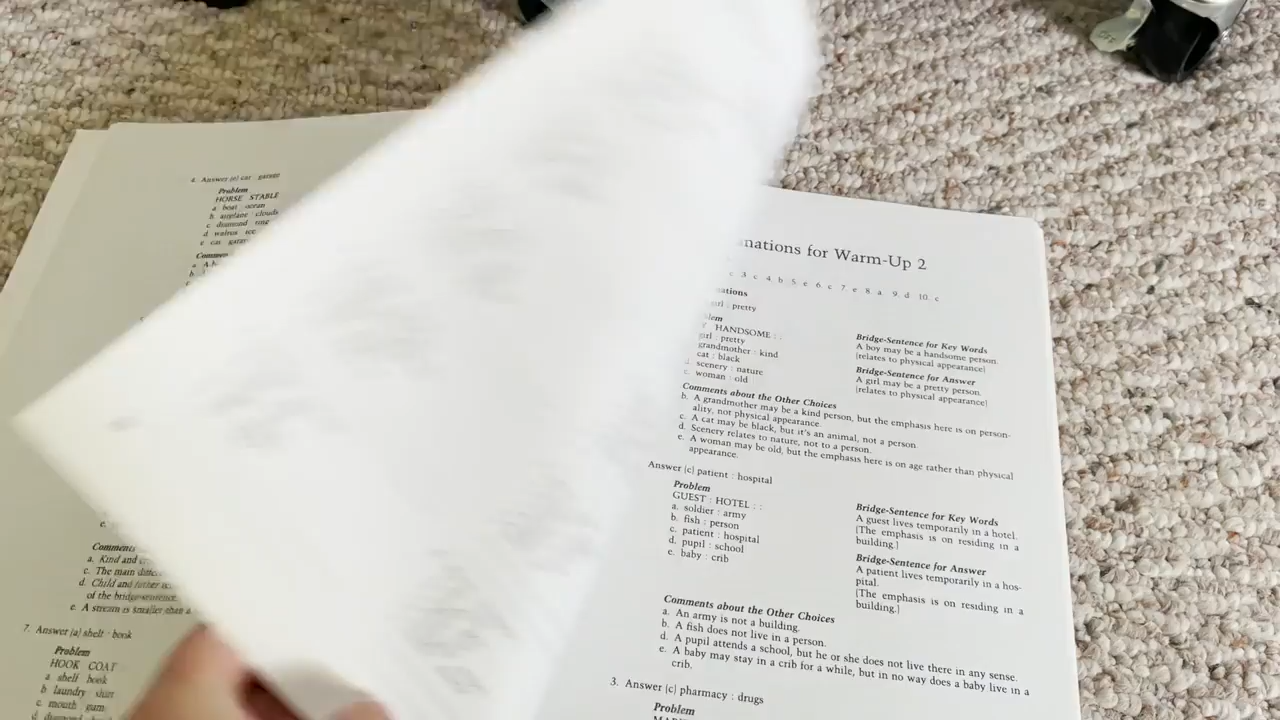 4. Answer (e) car : garage
Problem
HORSE STABLE
a boat ocean
b. airplane clouds
c diamond ring
d walrus
e car
e.
Comments
a. Kind and
c. The main
d. Child and father
of the bridge-sentence.
e. A stream is smaller than a
7. Answer (a) shelf : book
Problem
HOOK COAT
a shelf book
b laundry
c. mouth gum
d. diamond
for Warm-Up 2
c 3 c 4. b 5. e 6. c 7. e 8. a 9. d 10. c
girl : pretty
HANDSOME : :
girl : pretty
grandmother : kind
cat : black
d. scenery : nature
woman : old
Bridge-Sentence for Key Words
A boy may be a handsome person.
[relates to physical appearance]
Bridge-Sentence for Answer
A girl may be a pretty person.
[relates to physical appearance]
Comments about the Other Choices
b. A grandmother may be a kind person, but the emphasis here is on person-
ality, not physical appearance.
c. A cat may be black, but it's an animal, not a person.
d. Scenery relates to nature, not to a person.
e. A woman may be old, but the emphasis here is on age rather than physical
appearance.
Answer (c) patient : hospital
Problem
GUEST : HOTEL : :
a. soldier : army
b. fish : person
c. patient : hospital
d. pupil : school
e. baby : crib
Bridge-Sentence for Key Words
A guest lives temporarily in a hotel.
[The emphasis is on residing in a
building.]
Bridge-Sentence for Answer
A patient lives temporarily in a hos-
pital.
[The emphasis is on residing in a
building.]
Comments about the Other Choices
a. An army is not a building.
b. A fish does not live in a person.
d. A pupil attends a school, but he or she does not live there in any sense.
e. A baby may stay in a crib for a while, but in no way does a baby live in a
crib.
3. Answer (c) pharmacy : drugs
Problem